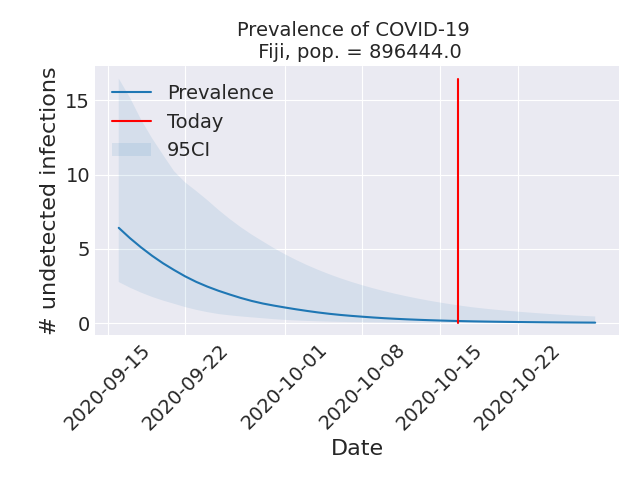 Prevalence of COVID-19
Fiji, pop. = 896444.0
# undetected infections
15
10
5
0
Prevalence
Today
95CI
2020-09-15
2020-09-22
2020-10-01
2020-10-08
2020-10-15
2020-10-22
Date